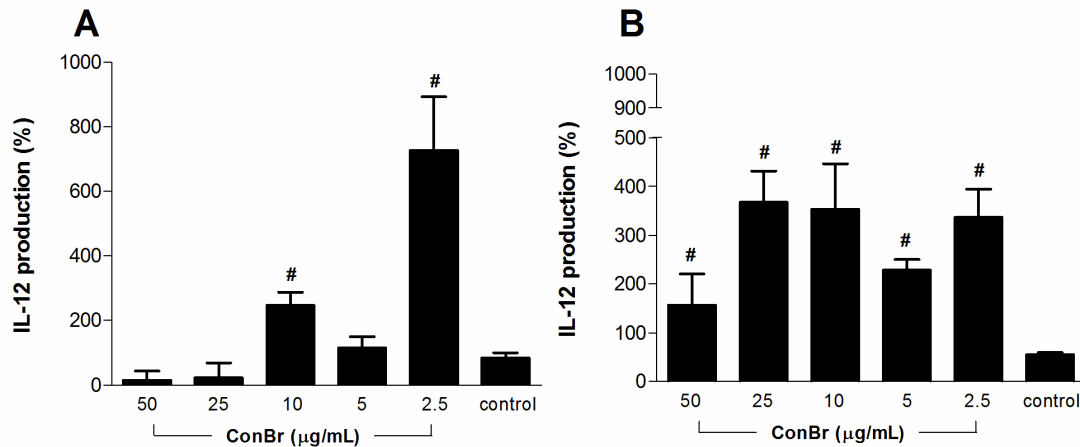 A
IL-12 production (%)
1000
800
600
400
200
0
#
#
50 25 10 5 2.5 control
ConBr (µg/mL)
B
IL-12 production (%)
1000
900
500
400
300
200
100
0
#
#
#
#
#
50 25 10 5 2.5 control
ConBr (µg/mL)